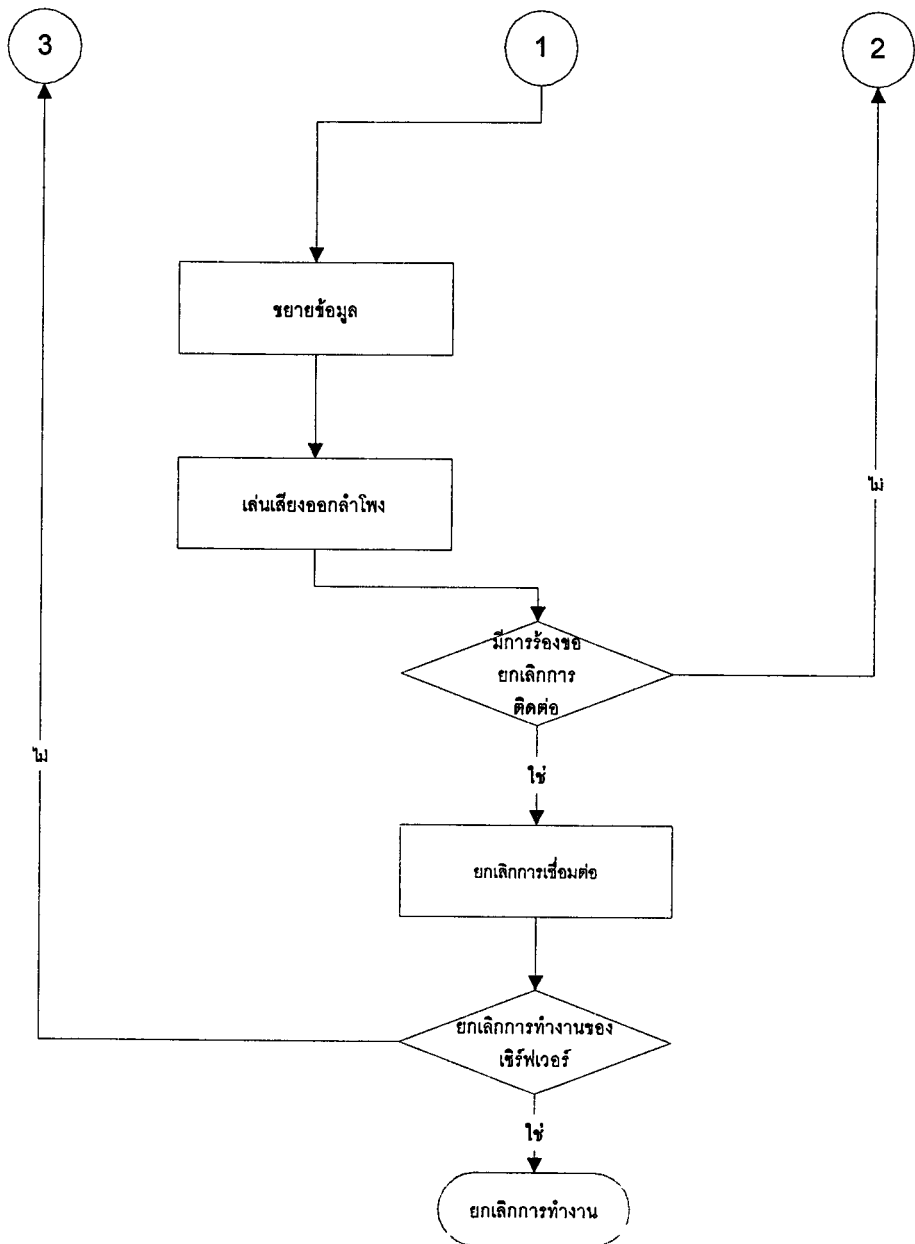 3
1
2
ขยายข้อมูล
เล่นเสียงออกลำโพง
ไม่
มีการร้องขอ
ยกเลิกการ
ติดต่อ
ไม่
ใช่
ยกเลิกการเชื่อมต่อ
ยกเลิกการทำงานของ
เซิร์ฟเวอร์
ใช่
ยกเลิกการทำงาน